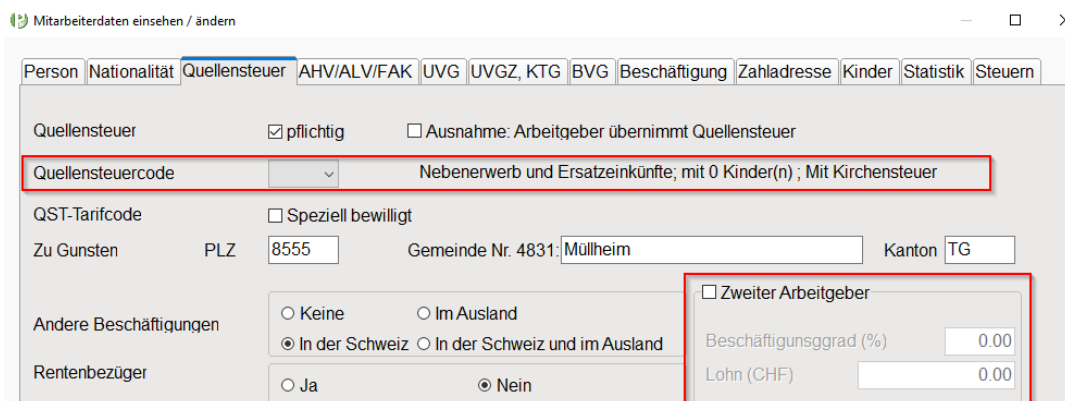 Mitarbeiterdaten einsehen / ändern
Person Nationalität Quellensteuer AHV/ALV/FAK UVG UVGZ, KTG BVG Beschäftigung Zahladresse Kinder Statistik Steuern
Quellensteuer pflichtig Ausnahme: Arbeitgeber übernimmt Quellensteuer
Quellensteuercode Nebenerwerb und Ersatzeinkünfte; mit 0 Kinder(n) ; Mit Kirchensteuer
QST-Tarifcode Speziell bewilligt
Zu Gunsten PLZ 8555 Gemeinde Nr. 4831: Müllheim Kanton TG
Zweiter Arbeitgeber
Andere Beschäftigungen Keine Im Ausland
In der Schweiz In der Schweiz und im Ausland
Beschäftigunsggrad (%) 0.00
Rentenbezüger Ja Nein
Lohn (CHF) 0.00